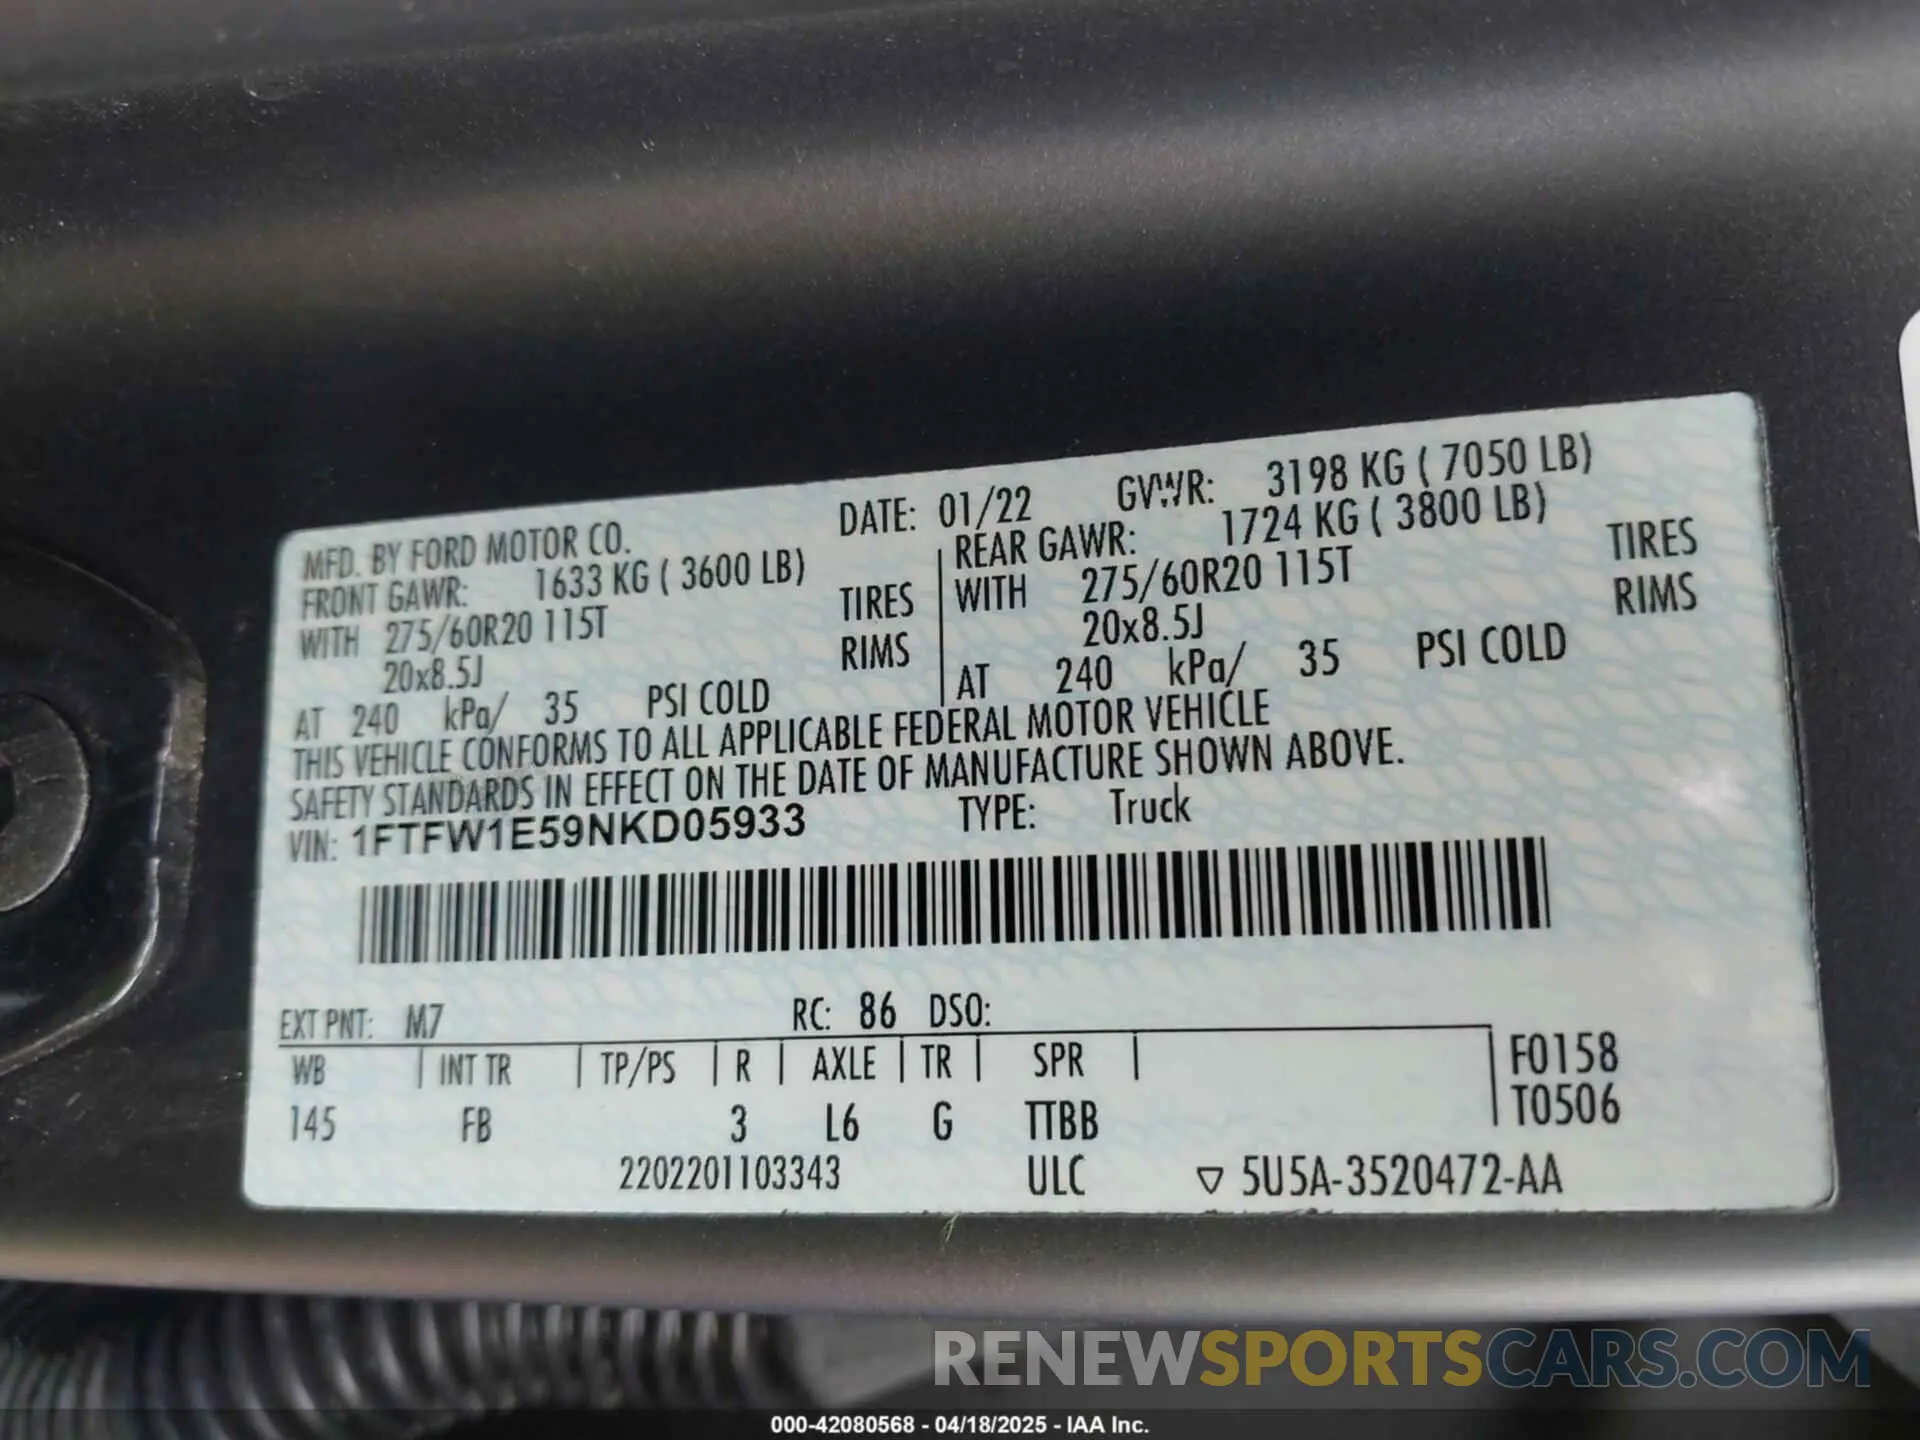 MFD. BY FORD MOTOR CO. DATE: 01/22 GVWR: 3198 KG ( 7050 LB)
FRONT GAWR: 1633 KG ( 3600 LB) REAR GAWR: 1724 KG ( 3800 LB)
WITH 275/60R20 115T TIRES WITH 275/60R20 115T TIRES
20x8.5J RIMS 20x8.5J RIMS
AT 240 kPa/ 35 PSI COLD AT 240 kPa/ 35 PSI COLD
THIS VEHICLE CONFORMS TO ALL APPLICABLE FEDERAL MOTOR VEHICLE
SAFETY STANDARDS IN EFFECT ON THE DATE OF MANUFACTURE SHOWN ABOVE.
VIN: 1FTFW1E59NKD05933 TYPE: Truck
EXT PNT: M7 RC: 86 DSO:
WB INT TR TP/PS R AXLE TR SPR F0158
145 FB 3 L6 G TTBB T0506
2202201103343 ULC ▽ 5U5A-3520472-AA
RENEWSPORTSCARS.COM
000-42080568 - 04/18/2025 - IAA Inc.